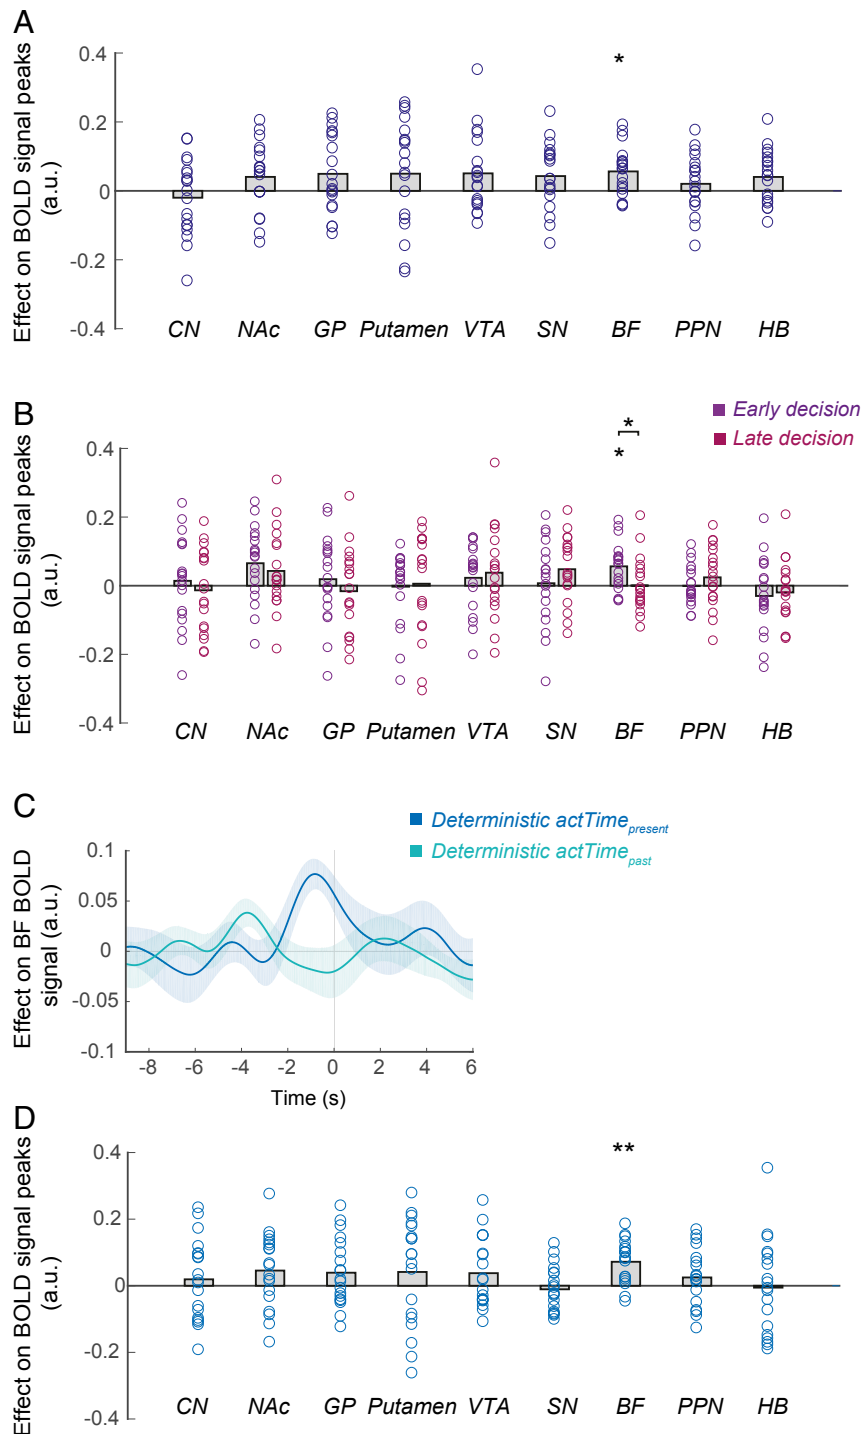 A
Effect on BOLD signal peaks
(a.u.)
0.4
0.2
0
-0.2
-0.4
*
CN NAc GP Putamen VTA SN BF PPN HB
B
Early decision
Late decision
Effect on BOLD signal peaks
(a.u.)
0.4
0.2
0
-0.2
-0.4
*
*
CN NAc GP Putamen VTA SN BF PPN HB
C
Deterministic actTimepresent
Deterministic actTimepast
Effect on BF BOLD
signal (a.u.)
0.1
0.05
0
-0.05
-0.1
-8 -6 -4 -2 0 2 4 6
Time (s)
D
Effect on BOLD signal peaks
(a.u.)
0.4
0.2
0
-0.2
-0.4
**
CN NAc GP Putamen VTA SN BF PPN HB